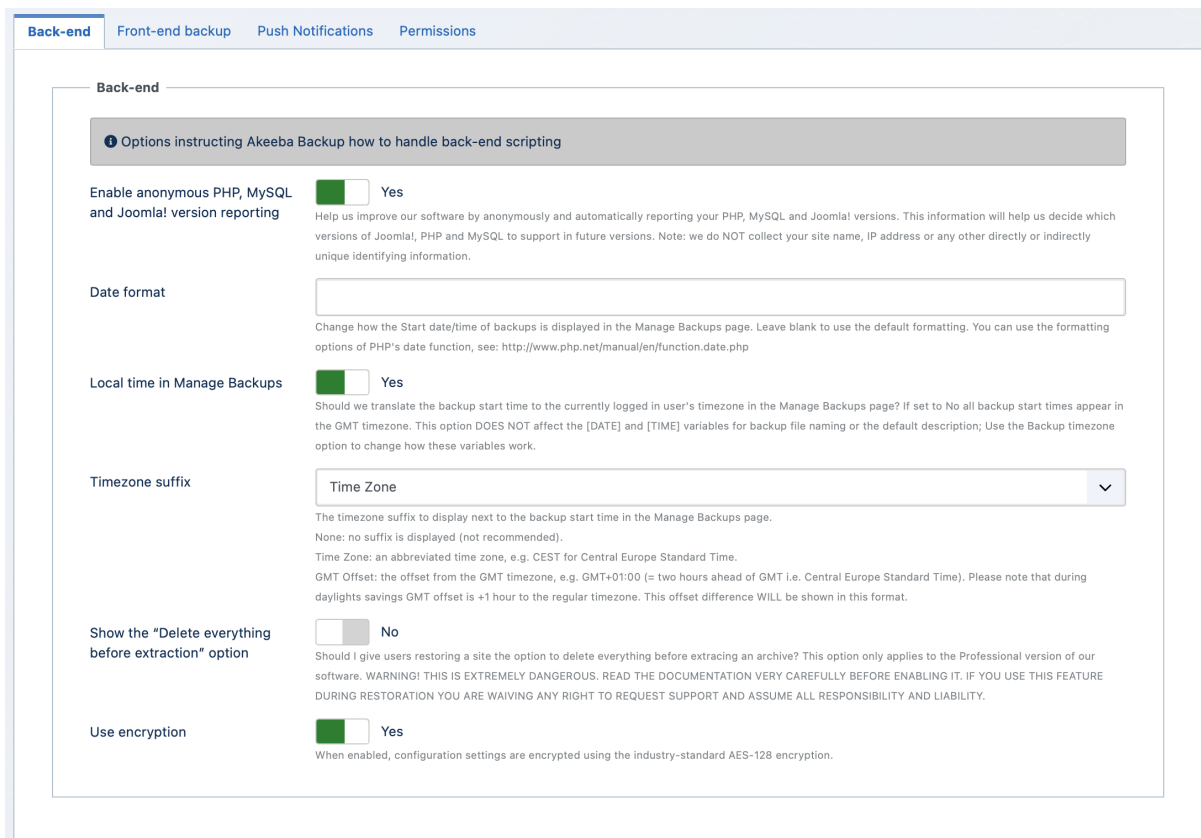 Back-end Front-end backup Push Notifications Permissions
Back-end
Options instructing Akeeba Backup how to handle back-end scripting
Enable anonymous PHP, MySQL
and Joomla! version reporting
Yes
Help us improve our software by anonymously and automatically reporting your PHP, MySQL and Joomla! versions. This information will help us decide which
versions of Joomla!, PHP and MySQL to support in future versions. Note: we do NOT collect your site name, IP address or any other directly or indirectly
unique identifying information.
Date format
Change how the Start date/time of backups is displayed in the Manage Backups page. Leave blank to use the default formatting. You can use the formatting
options of PHP's date function, see: http://www.php.net/manual/en/function.date.php
Local time in Manage Backups
Yes
Should we translate the backup start time to the currently logged in user's timezone in the Manage Backups page? If set to No all backup start times appear in
the GMT timezone. This option DOES NOT affect the [DATE] and [TIME] variables for backup file naming or the default description; Use the Backup timezone
option to change how these variables work.
Timezone suffix
Time Zone
The timezone suffix to display next to the backup start time in the Manage Backups page.
None: no suffix is displayed (not recommended).
Time Zone: an abbreviated time zone, e.g. CEST for Central Europe Standard Time.
GMT Offset: the offset from the GMT timezone, e.g. GMT+01:00 (= two hours ahead of GMT i.e. Central Europe Standard Time). Please note that during
daylights savings GMT offset is +1 hour to the regular timezone. This offset difference WILL be shown in this format.
Show the "Delete everything
before extraction" option
No
Should I give users restoring a site the option to delete everything before extracing an archive? This option only applies to the Professional version of our
software. WARNING! THIS IS EXTREMELY DANGEROUS. READ THE DOCUMENTATION VERY CAREFULLY BEFORE ENABLING IT. IF YOU USE THIS FEATURE
DURING RESTORATION YOU ARE WAIVING ANY RIGHT TO REQUEST SUPPORT AND ASSUME ALL RESPONSIBILITY AND LIABILITY.
Use encryption
Yes
When enabled, configuration settings are encrypted using the industry-standard AES-128 encryption.